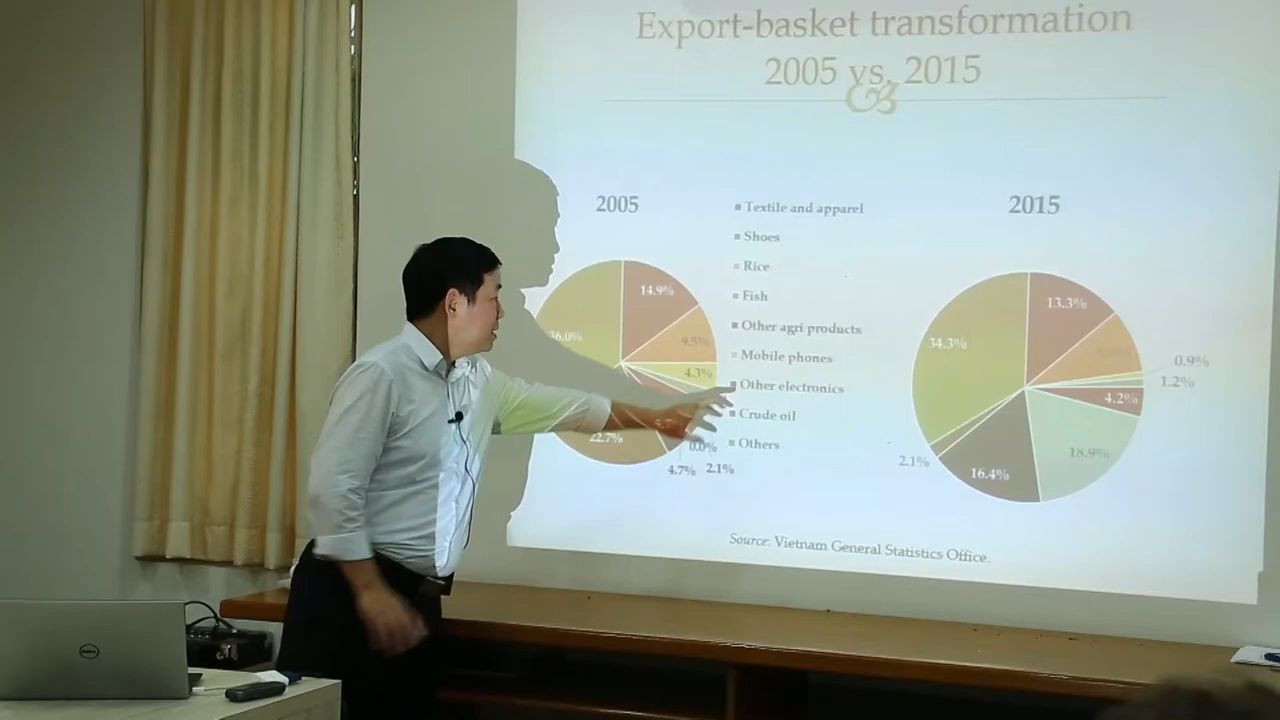 Export-basket transformation
2005 vs. 2015
2005
14.9%
4.3%
0.0%
2.1%
4.7%
22.7%
36.0%
Textile and apparel
Shoes
Rice
Fish
Other agri products
Mobile phones
Other electronics
Crude oil
Others
2015
13.3%
0.9%
1.2%
4.2%
18.9%
16.4%
2.1%
34.3%
Source: Vietnam General Statistics Office.
DELL